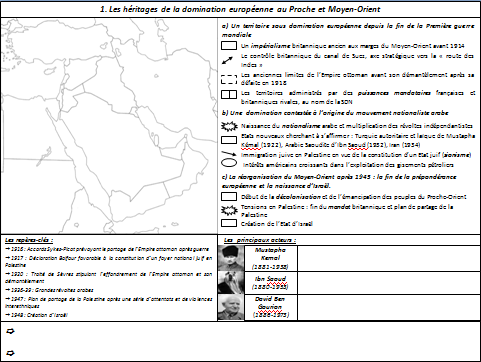 1. Les héritages de la domination européenne au Proche et Moyen-Orient
a) Un territoire sous domination européenne depuis la fin de la Première guerre
mondiale
Un impérialisme britannique ancien aux marges du Moyen-Orient avant 1914
Le contrôle britannique du canal de Suez, axe stratégique vers la « route des
Indes »
Les anciennes limites de l'Empire ottoman avant son démantèlement après sa
défaite en 1918
Les territoires administrés par des puissances mandataires françaises et
britanniques rivales, au nom de la SDN
b) Une domination contestée à l'origine du mouvement nationaliste arabe
Naissance du nationalisme arabe et multiplication des révoltes indépendantistes
Etats nouveaux cherchant à s'affirmer : Turquie autoritaire et laïque de Mustapha
Kémal (1922), Arabie Saoudite d'Ibn Saoud (1932), Iran (1934)
Immigration juive en Palestine en vue de la constitution d'un Etat juif (sionisme)
Intérêts américains croissants dans l'exploitation des gisements pétroliers
c) La réorganisation du Moyen-Orient après 1945 : la fin de la prépondérance
européenne et la naissance d'Israël.
Début de la décolonisation et de l'émancipation des peuples du Proche-Orient
Tensions en Palestine : fin du mandat britannique et plan de partage de la
Palestine
Création de l'Etat d'Israël
Les repères-clés :
1916 : Accords Sykes-Picot prévoyant le partage de l'Empire ottoman après guerre
1917 : Déclaration Balfour favorable à la constitution d'un foyer national juif en
Palestine
1920 : Traité de Sèvres stipulant l'effondrement de l'Empire ottoman et son
démantèlement
1936-39 : Grandes révoltes arabes
1947 : Plan de partage de la Palestine après une série d'attentats et de violences
interethniques
1948 : Création d'Israël
Les principaux acteurs :
Mustapha
Kemal
(1881-1938)
Ibn Saoud
(1880-1953)
David Ben
Gourion
(1886-1973)